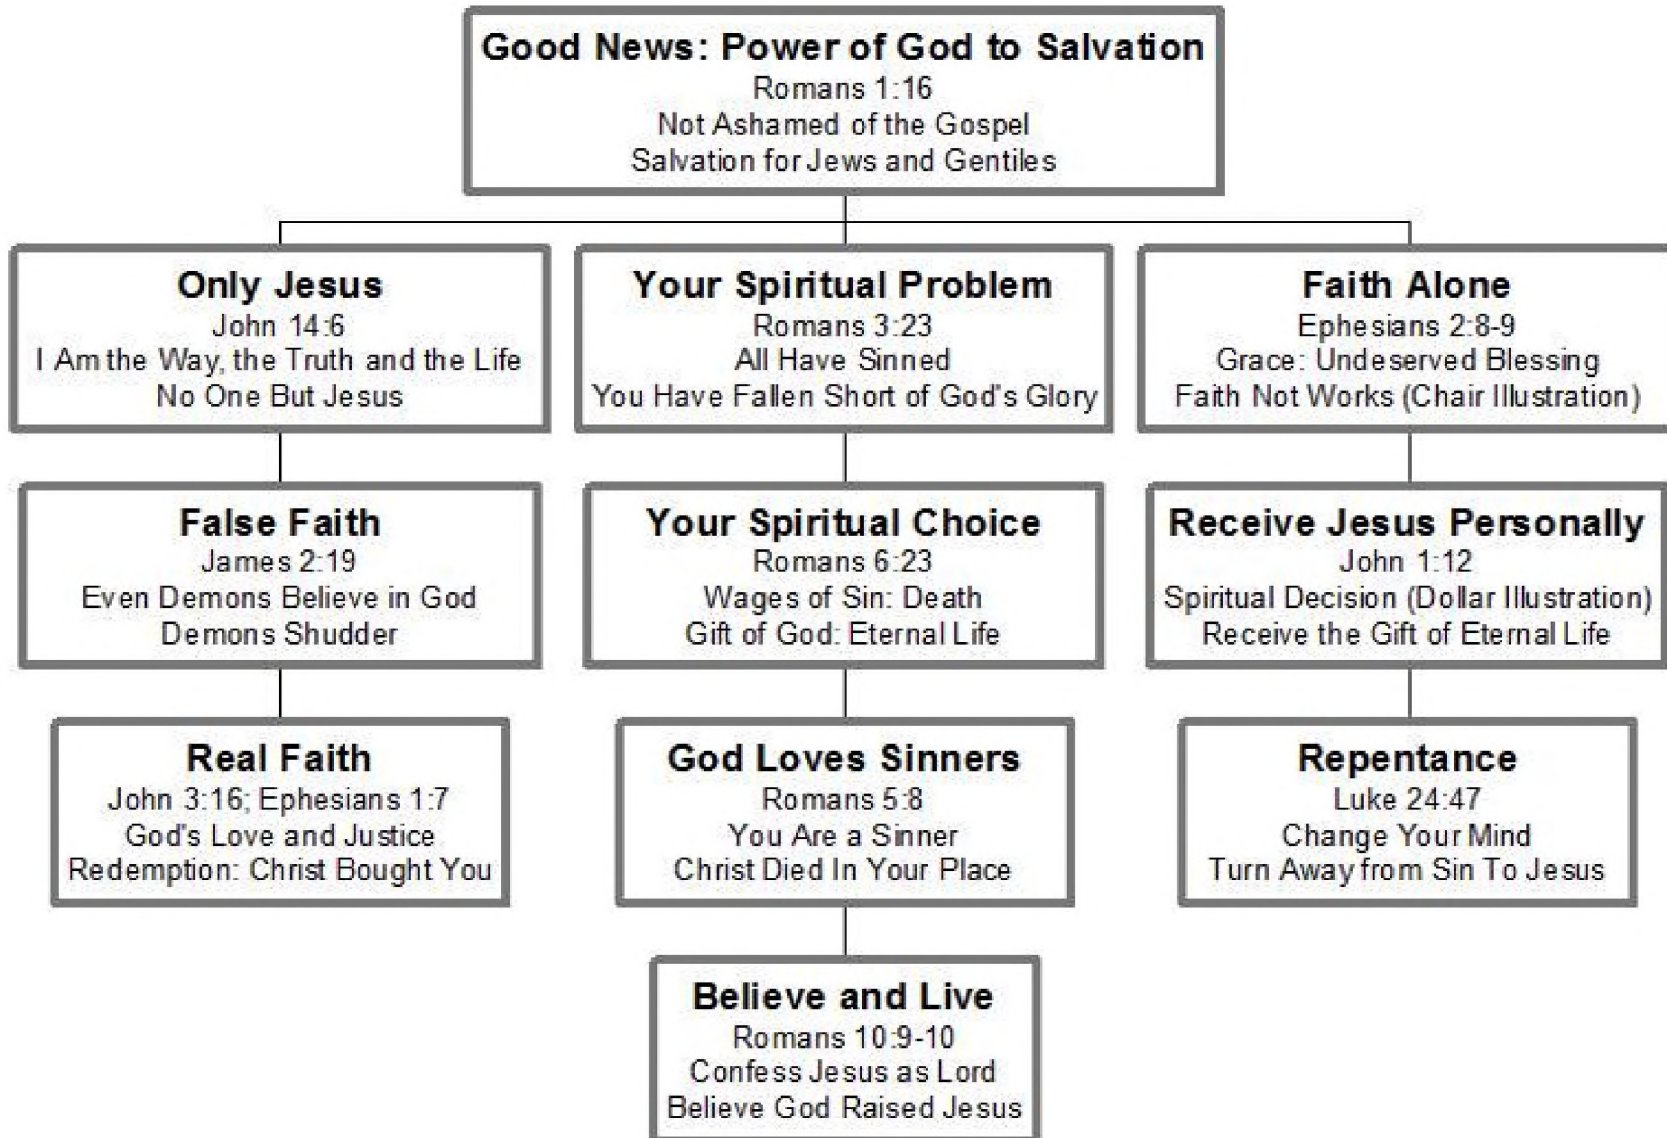 Good News: Power of God to Salvation
Romans 1:16
Not Ashamed of the Gospel
Salvation for Jews and Gentiles
Only Jesus
John 14:6
I Am the Way, the Truth and the Life
No One But Jesus
False Faith
James 2:19
Even Demons Believe in God
Demons Shudder
Real Faith
John 3:16; Ephesians 1:7
God's Love and Justice
Redemption: Christ Bought You
Your Spiritual Problem
Romans 3:23
All Have Sinned
You Have Fallen Short of God's Glory
Your Spiritual Choice
Romans 6:23
Wages of Sin: Death
Gift of God: Eternal Life
God Loves Sinners
Romans 5:8
You Are a Sinner
Christ Died In Your Place
Believe and Live
Romans 10:9-10
Confess Jesus as Lord
Believe God Raised Jesus
Faith Alone
Ephesians 2:8-9
Grace: Undeserved Blessing
Faith Not Works (Chair Illustration)
Receive Jesus Personally
John 1:12
Spiritual Decision (Dollar Illustration)
Receive the Gift of Eternal Life
Repentance
Luke 24:47
Change Your Mind
Turn Away from Sin To Jesus